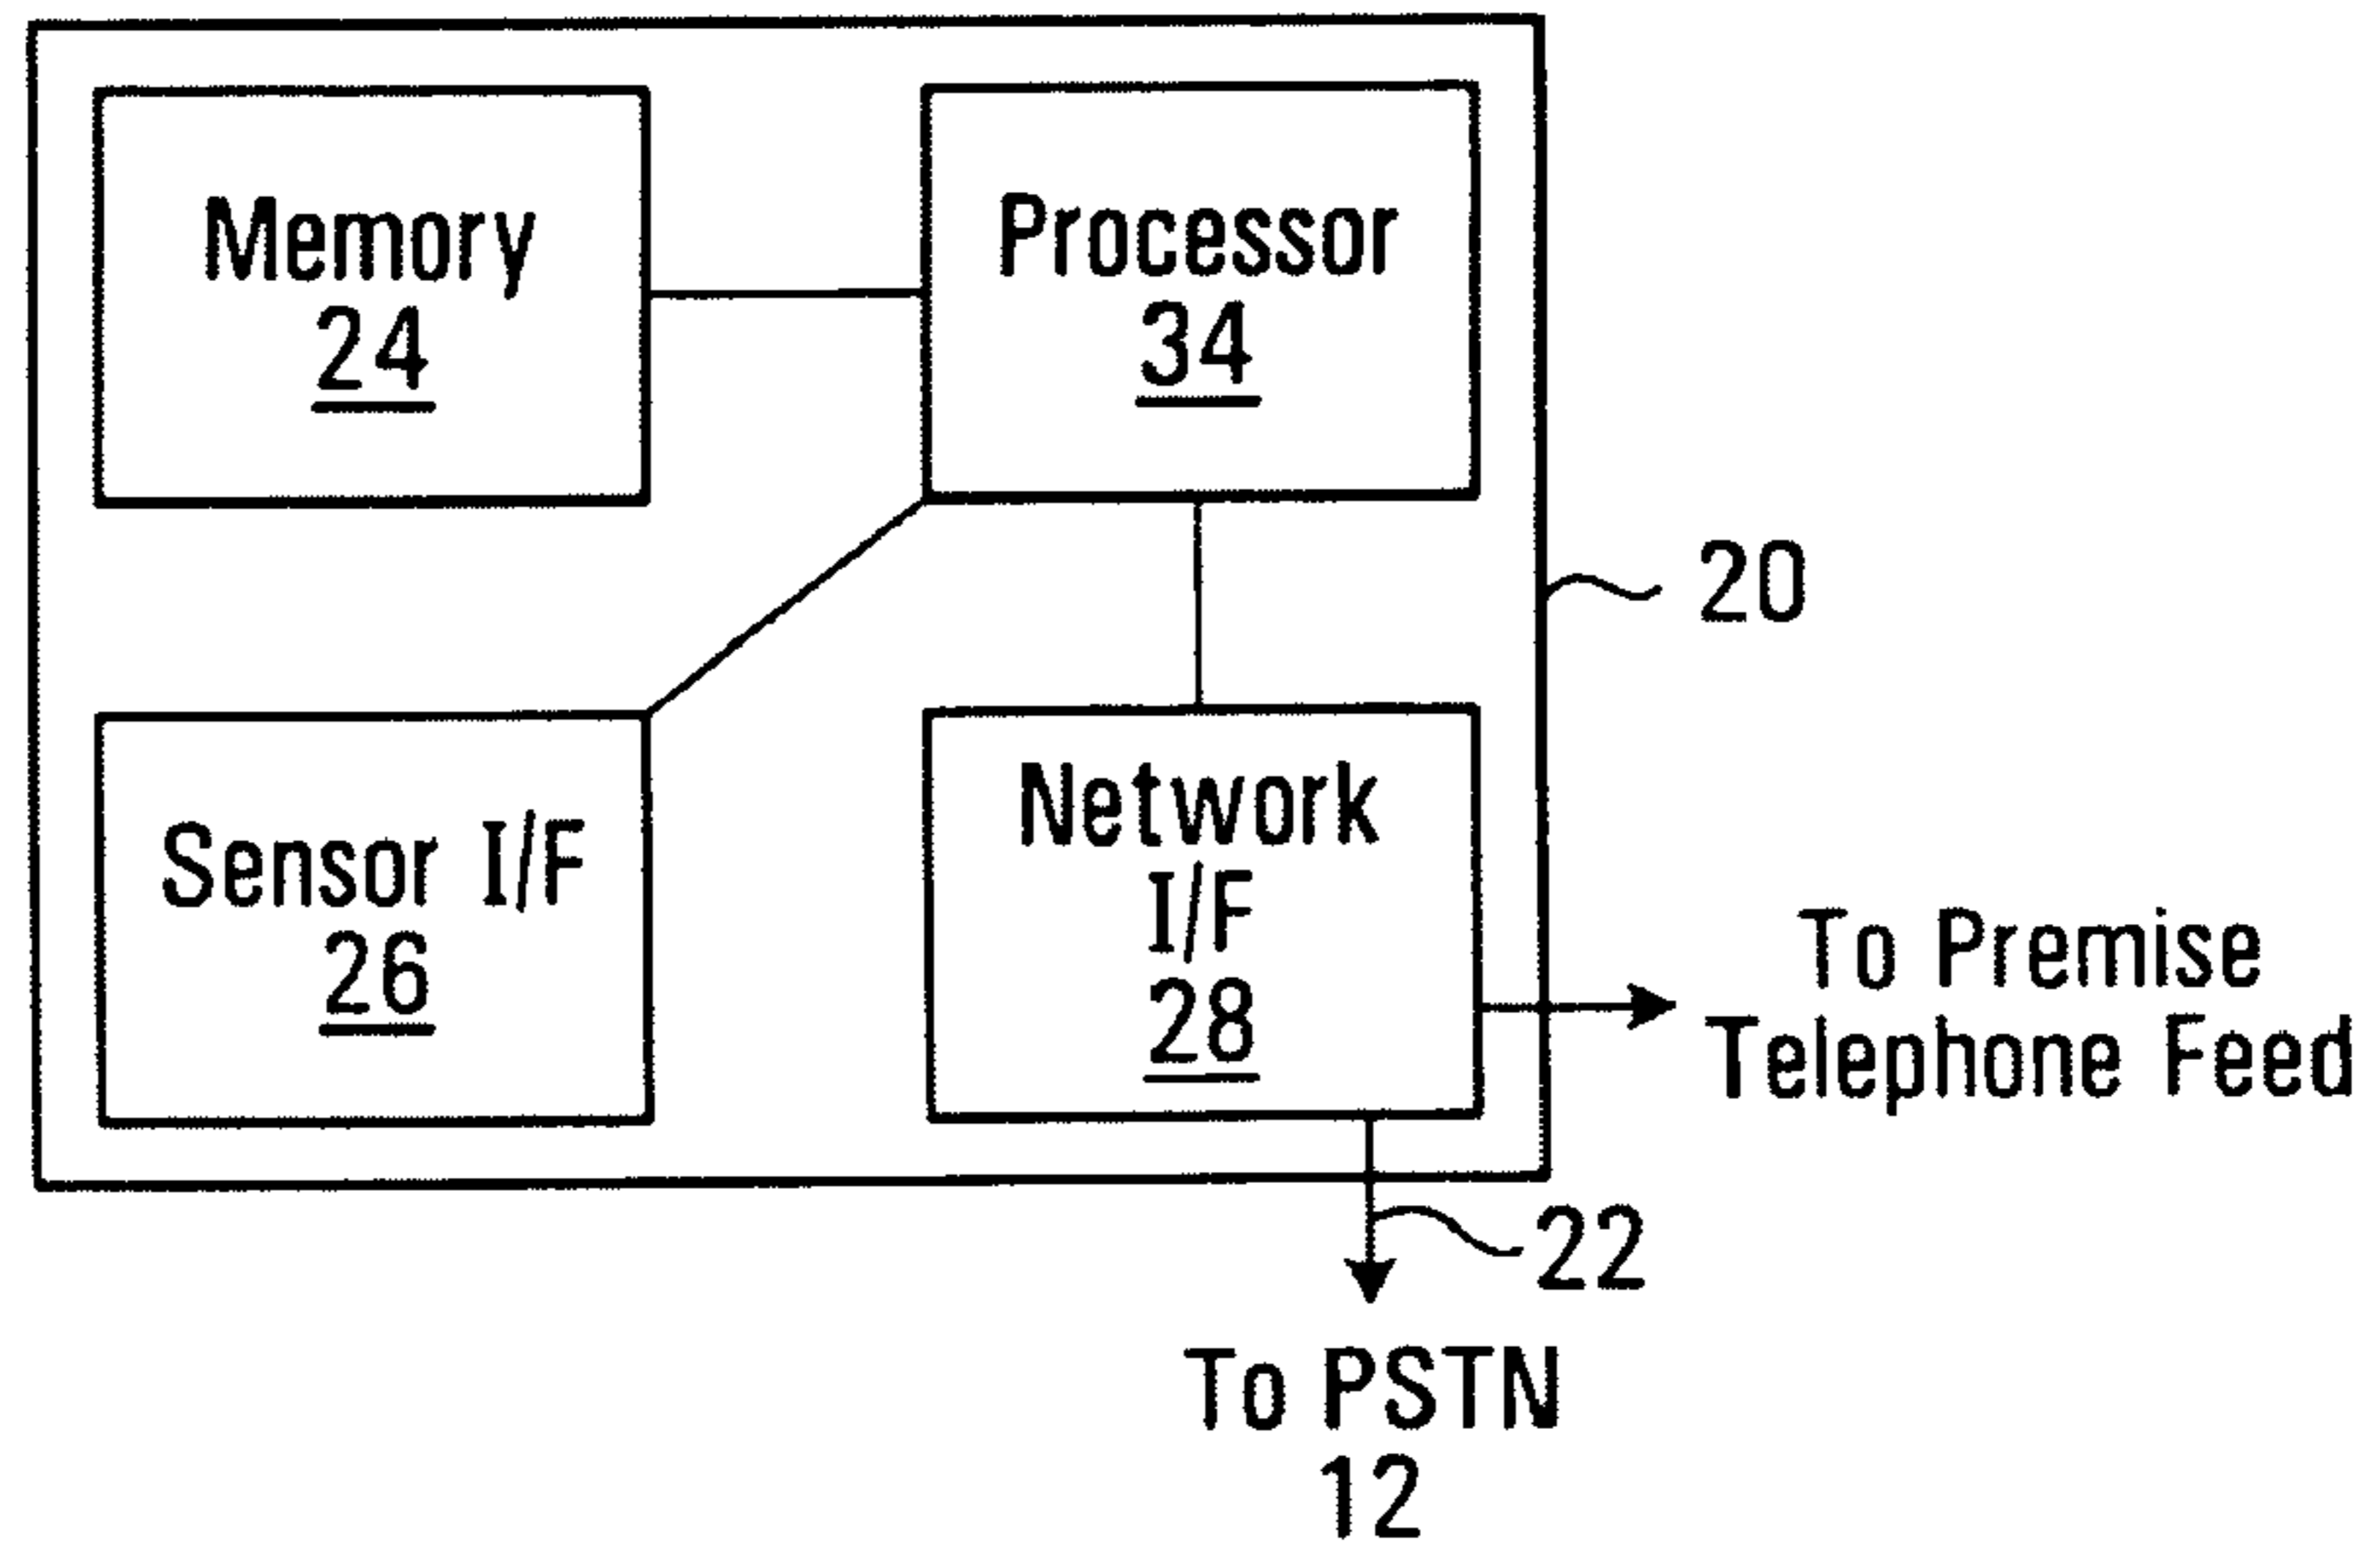 Memory
24
Processor
34
20
Sensor I/F
26
Network
I/F
28
To Premise
Telephone Feed
22
To PSTN
12